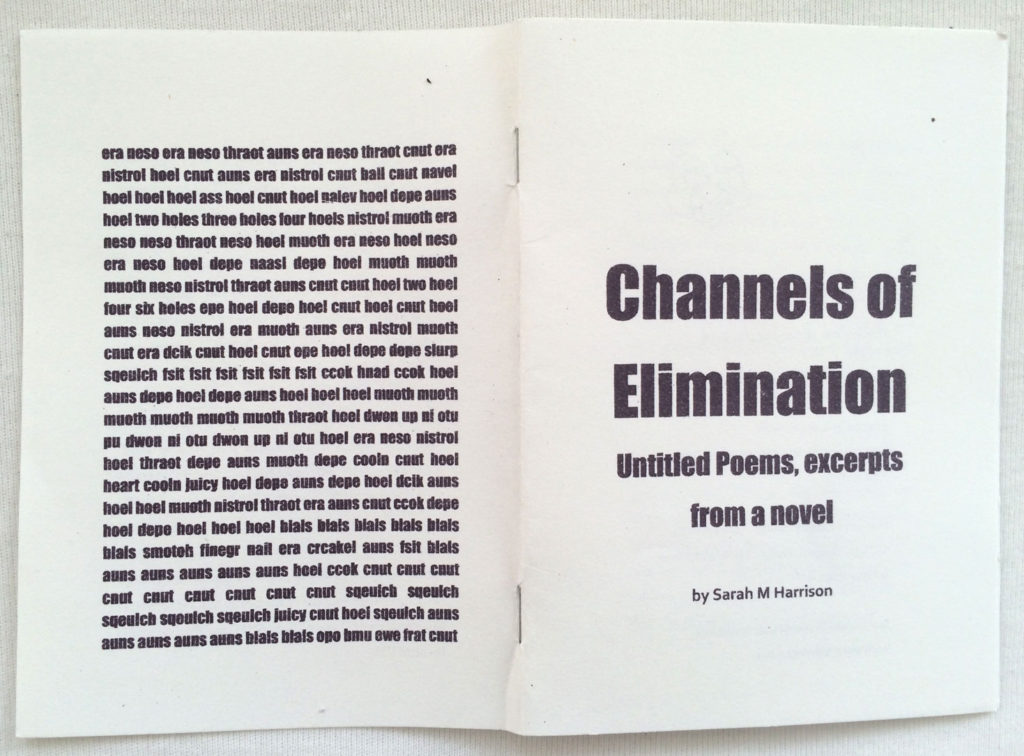 era neso era neso thraot auns era neso thraot cnut era
nistrol hoel cnut auns era nistrol cnut ball cnut navel
hoel hoel hoel ass hoel cnut hoel nalev hoel depe auns
hoel two holes three holes four hoels nistrol muoth era
neso neso thraot neso hoel muoth era neso hoel neso
era neso hoel depe naasl depe hoel muoth muoth
muoth neso nistrol thraot auns cnut cnut hoel two hoel
four six holes epe hoel depe hoel cnut hoel cnut hoel
auns neso nistrol era muoth auns era nistrol muoth
cnut era dcik cnut hoel cnut epe hoel depe depe slurp
sqeulch fsit fsit fsit fsit fsit fsit ccok hnad ccok hoel
auns depe hoel depe auns hoel hoel hoel muoth muoth
muoth muoth muoth muoth thraot hoel dwon up ni otu
pu dwon ni otu dwon up ni otu hoel era neso nistrol
hoel thraot depe auns muoth depe cooln cnut hoel
heart cooln juicy hoel depe auns depe hoel dcik auns
hoel hoel muoth nistrol thraot era auns cnut ccok depe
hoel depe hoel hoel hoel blals blals blals blals blals
blals smotoh finegr nail era crcakel auns fsit blals
auns auns auns auns auns hoel ccok cnut cnut cnut
cnut cnut cnut cnut cnut cnut sqeulch sqeulch
sqeulch sqeulch sqeulch juicy cnut hoel sqeulch auns
auns auns auns auns blals blals opo bmu ewe frat cnut
Channels of
Elimination
Untitled Poems, excerpts
from a novel
by Sarah M Harrison